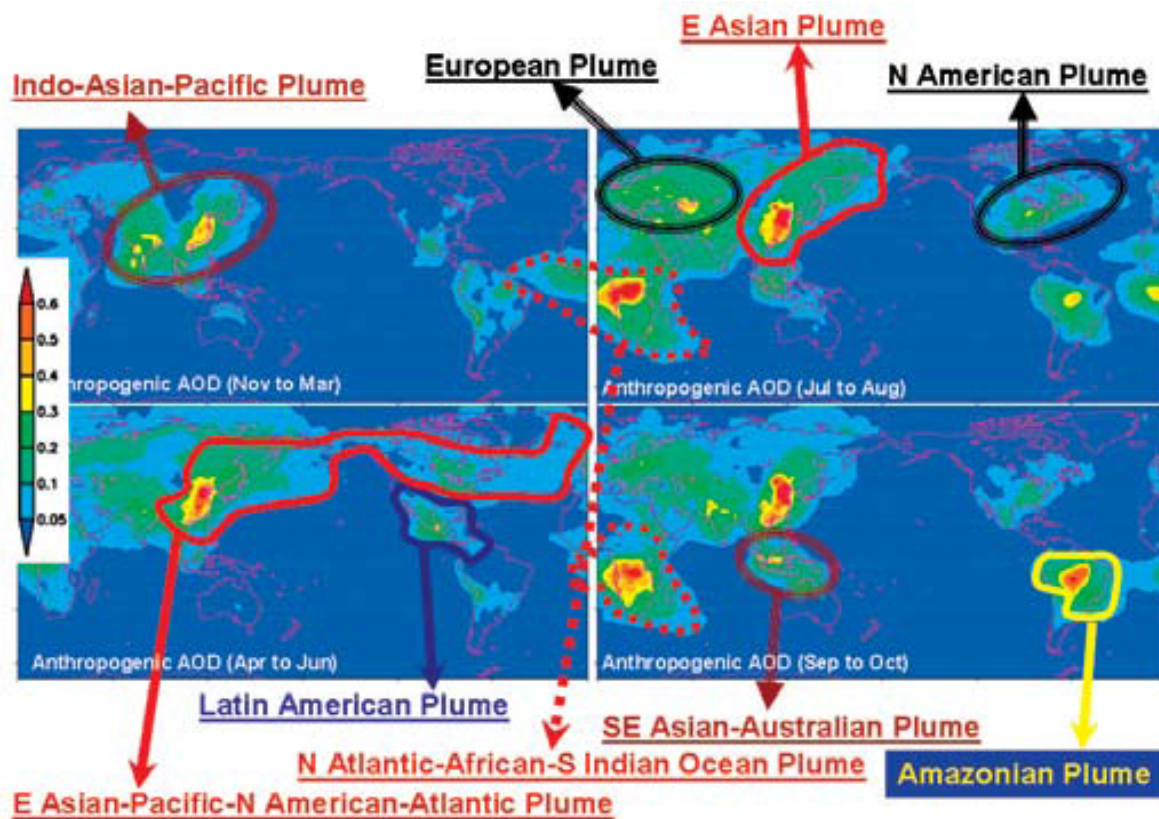 E Asian Plume
European Plume
N American Plume
Indo-Asian-Pacific Plume
0.6
0.5
0.4
0.3
0.2
0.1
0.05
thropogenic AOD (Nov to Mar)
Anthropogenic AOD (Jul to Aug)
Anthropogenic AOD (Apr to Jun)
Anthropogenic AOD (Sep to Oct)
Latin American Plume
SE Asian-Australian Plume
N Atlantic-African-S Indian Ocean Plume
Amazonian Plume
E Asian-Pacific-N American-Atlantic Plume